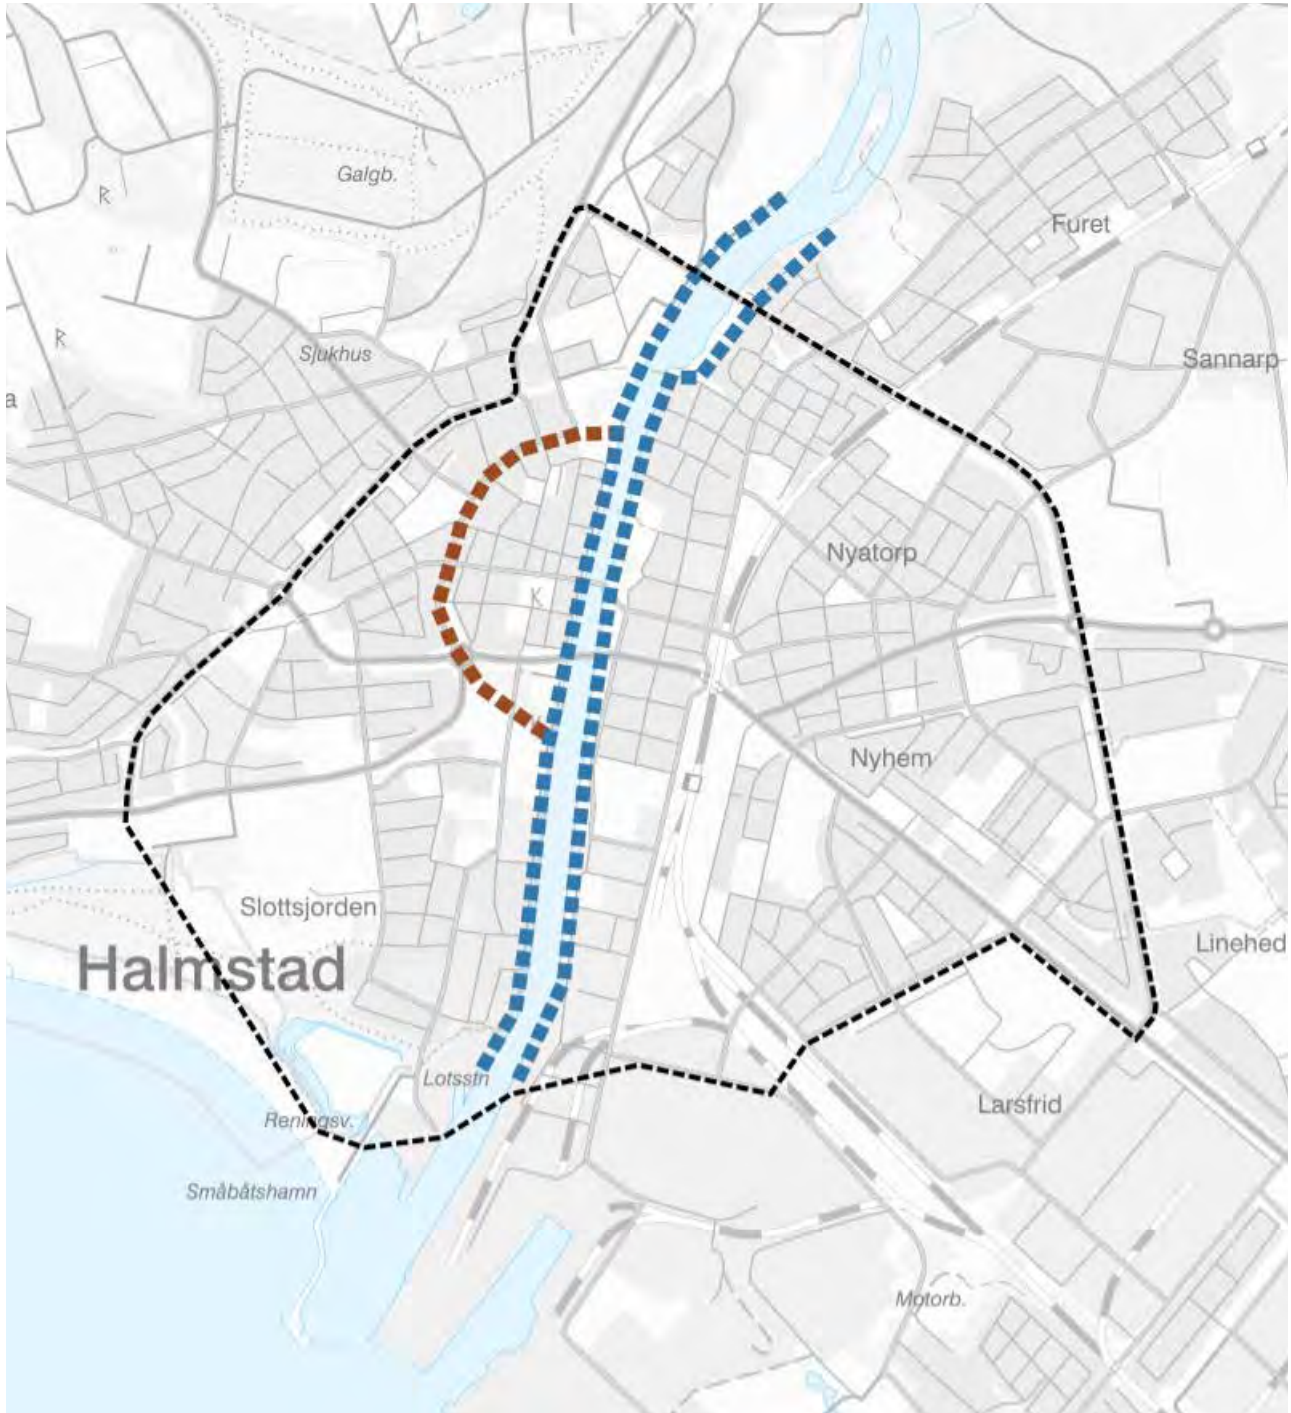 Galgb.
ᚱ
Furet
ᚱ
Sjukhus
Sannarp
a
Nyatorp
K
Nyhem
Slottsjorden
Linehed
Halmstad
Lotsstn
Larsfrid
Reningsv.
Småbåtshamn
Motorb.